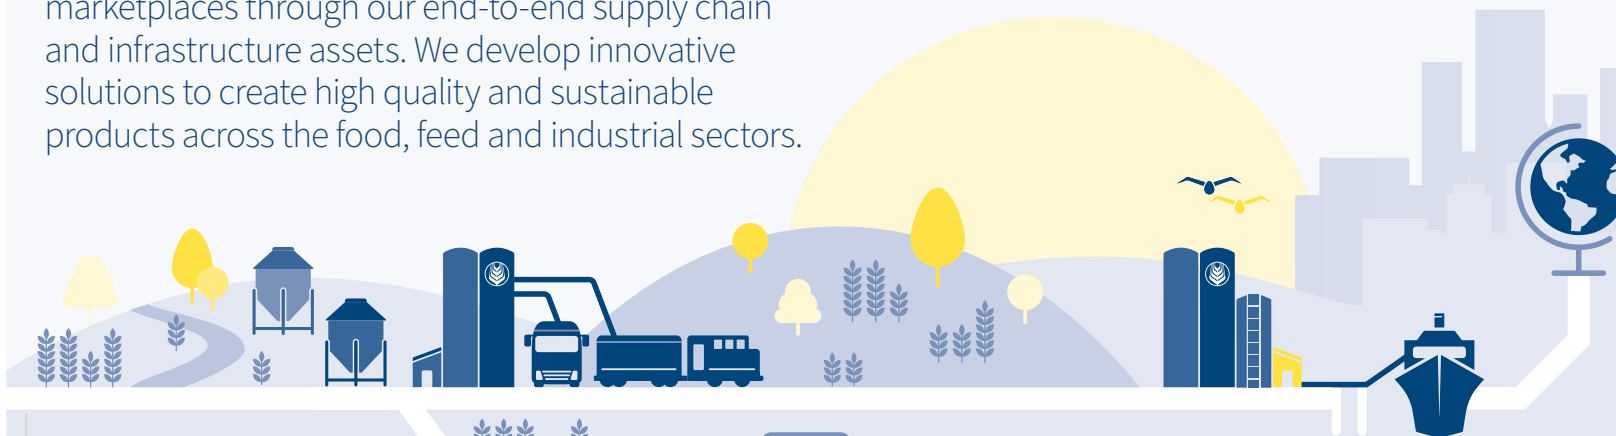 marketplaces through our end-to-end supply chain
and infrastructure assets. We develop innovative
solutions to create high quality and sustainable
products across the food, feed and industrial sectors.